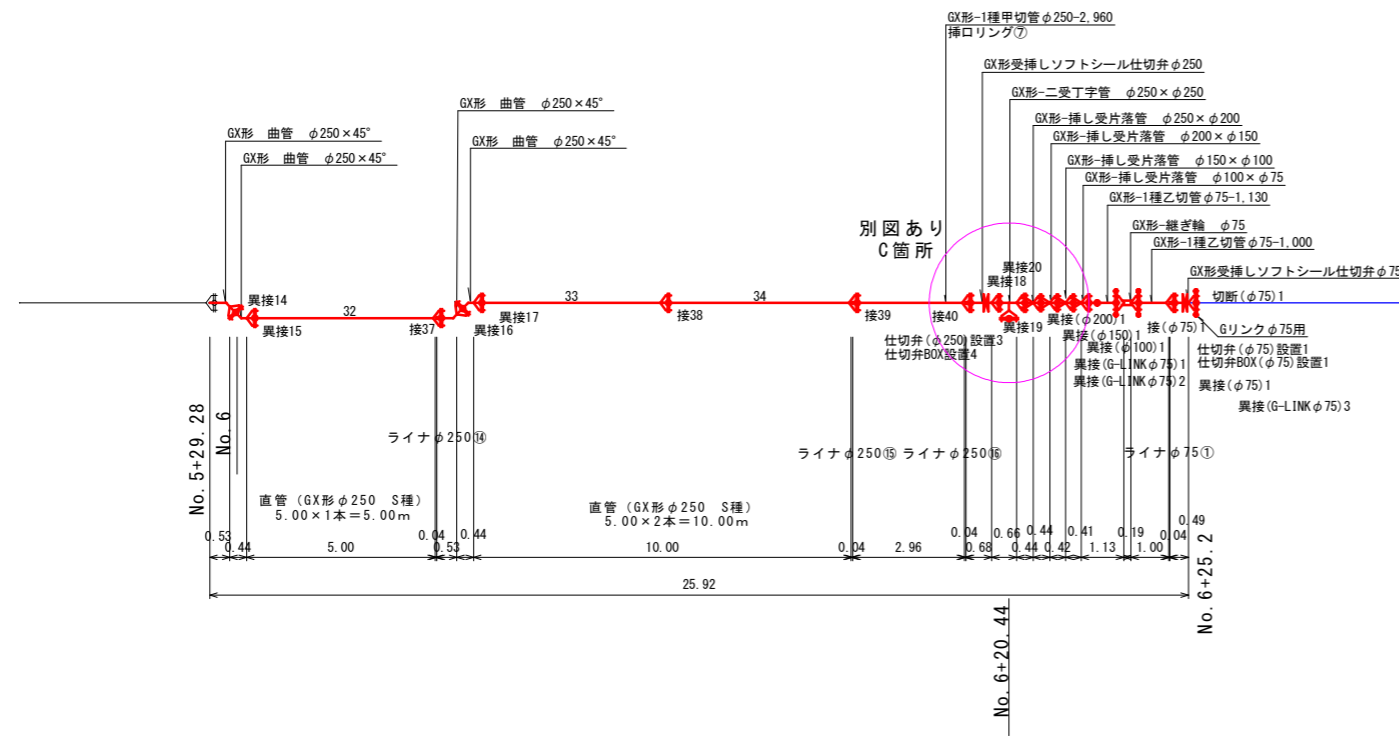 GX形-1種甲切管φ250-2,960
挿口リング⑦
GX形受挿しソフトシール仕切弁φ250
GX形-二受丁字管 φ250×φ250
GX形-挿し受片落管 φ250×φ200
GX形-挿し受片落管 φ200×φ150
GX形-挿し受片落管 φ150×φ100
GX形-挿し受片落管 φ100×φ75
GX形-1種乙切管φ75-1,130
GX形-継ぎ輪 φ75
GX形-1種乙切管φ75-1,000
GX形受挿しソフトシール仕切弁φ75
GX形 曲管 φ250×45°
GX形 曲管 φ250×45°
GX形 曲管 φ250×45°
GX形 曲管 φ250×45°
別図あり
C箇所
異接14
異接15
32
接37
異接16
異接17
33
接38
34
接39
接40
異接18
異接20
異接19
切断(φ75)1
Gリンクφ75用
仕切弁(φ250)設置3
仕切弁BOX設置4
異接(φ200)1
異接(φ150)1
異接(φ100)1
異接(G-LINKφ75)1
異接(G-LINKφ75)2
接(φ75)1
仕切弁(φ75)設置1
仕切弁BOX(φ75)設置1
異接(φ75)1
異接(G-LINKφ75)3
No.5+29.28
No.6
ライナφ250⑭
ライナφ250⑮
ライナφ250⑯
ライナφ75①
直管(GX形φ250 S種)
5.00×1本=5.00m
直管(GX形φ250 S種)
5.00×2本=10.00m
0.53
0.44
5.00
0.04
0.53
0.44
10.00
0.04
2.96
0.04
0.68
0.66
0.44
0.44
0.42
0.41
1.13
0.19
1.00
0.04
0.49
25.92
No.6+20.44
No.6+25.2